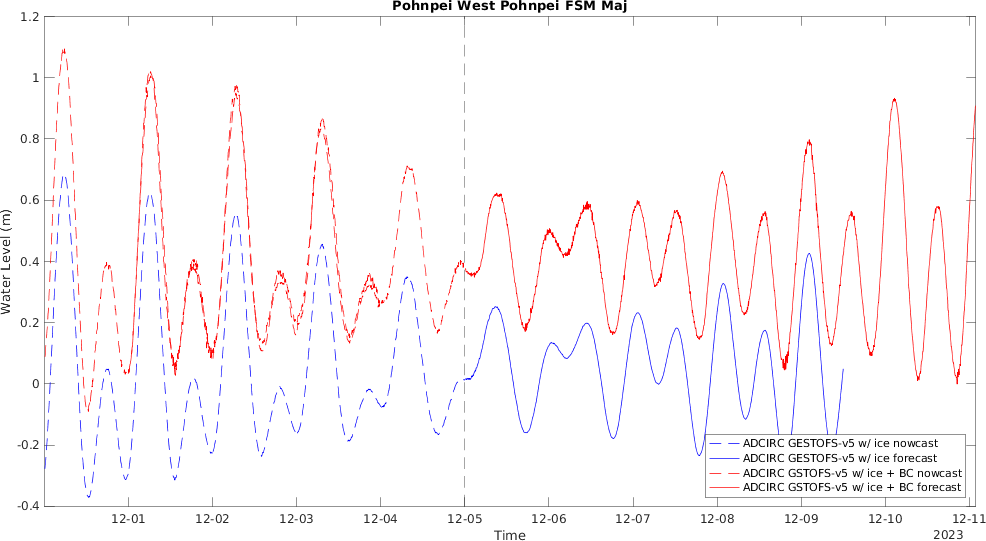 Pohnpei West Pohnpei FSM Maj
Water Level (m)
1.2
1
0.8
0.6
0.4
0.2
0
-0.2
-0.4
ADCIRC GESTOFS-v5 w/ ice nowcast
ADCIRC GESTOFS-v5 w/ ice forecast
ADCIRC GSTOFS-v5 w/ ice + BC nowcast
ADCIRC GSTOFS-v5 w/ ice + BC forecast
12-01 12-02 12-03 12-04 12-05 12-06 12-07 12-08 12-09 12-10 12-11
Time
2023